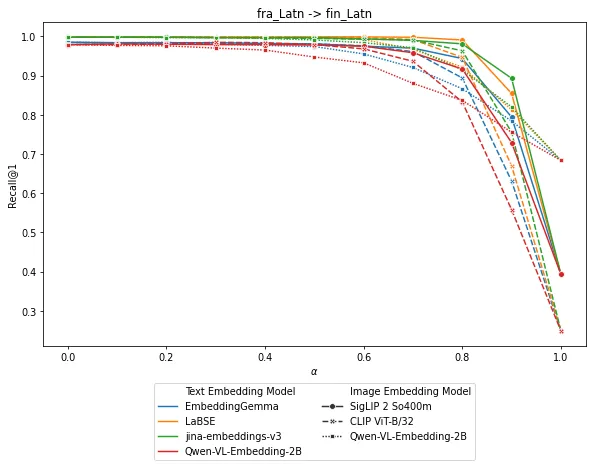 fra_Latn -> fin_Latn
1.0
0.9
0.8
0.7
0.6
0.5
0.4
0.3
Recall@1
0.0 0.2 0.4 0.6 0.8 1.0
α
Text Embedding Model Image Embedding Model
EmbeddingGemma SigLIP 2 So400m
LaBSE CLIP ViT-B/32
jina-embeddings-v3 Qwen-VL-Embedding-2B
Qwen-VL-Embedding-2B